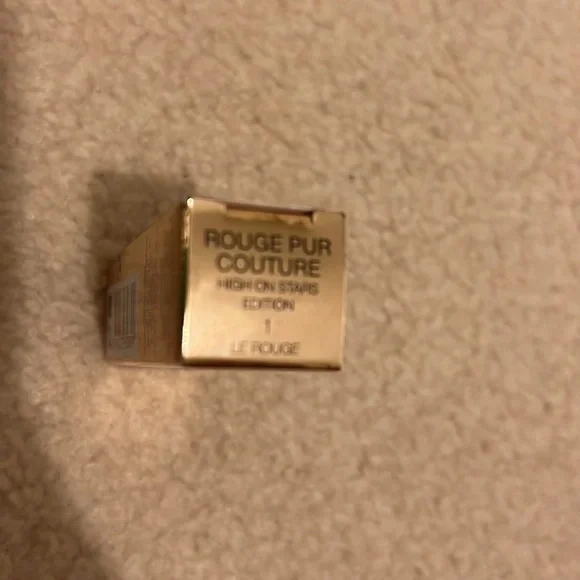 ROUGE PUR
COUTURE
HIGH ON STARS
EDITION
1
LE ROUGE